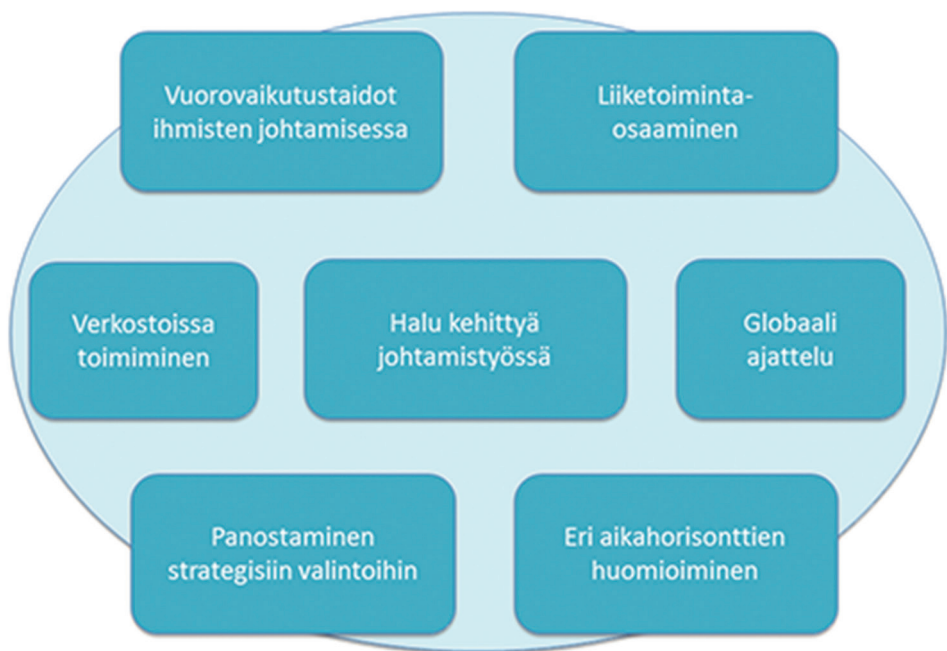 Vuorovaikutustaidot
ihmisten johtamisessa
Liiketoiminta-
osaaminen
Verkostoissa
toimiminen
Halu kehittyä
johtamistyössä
Globaali
ajattelu
Panostaminen
strategisiin valintoihin
Eri aikahorisonttien
huomioiminen